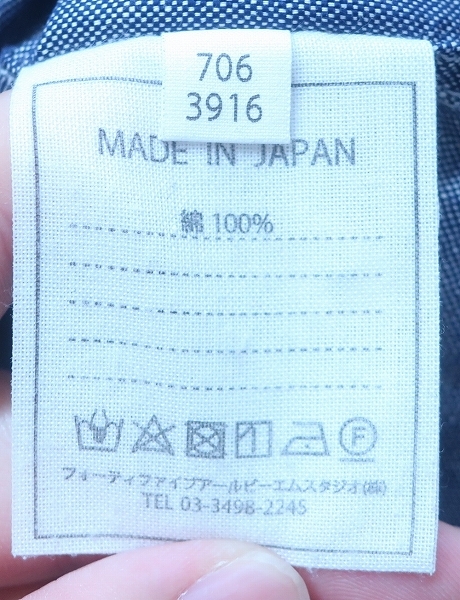 706
3916
MADE IN JAPAN
綿 100%
F
フォーティファイブアールピーエムスタジオ(株)
TEL 03-3498-2245